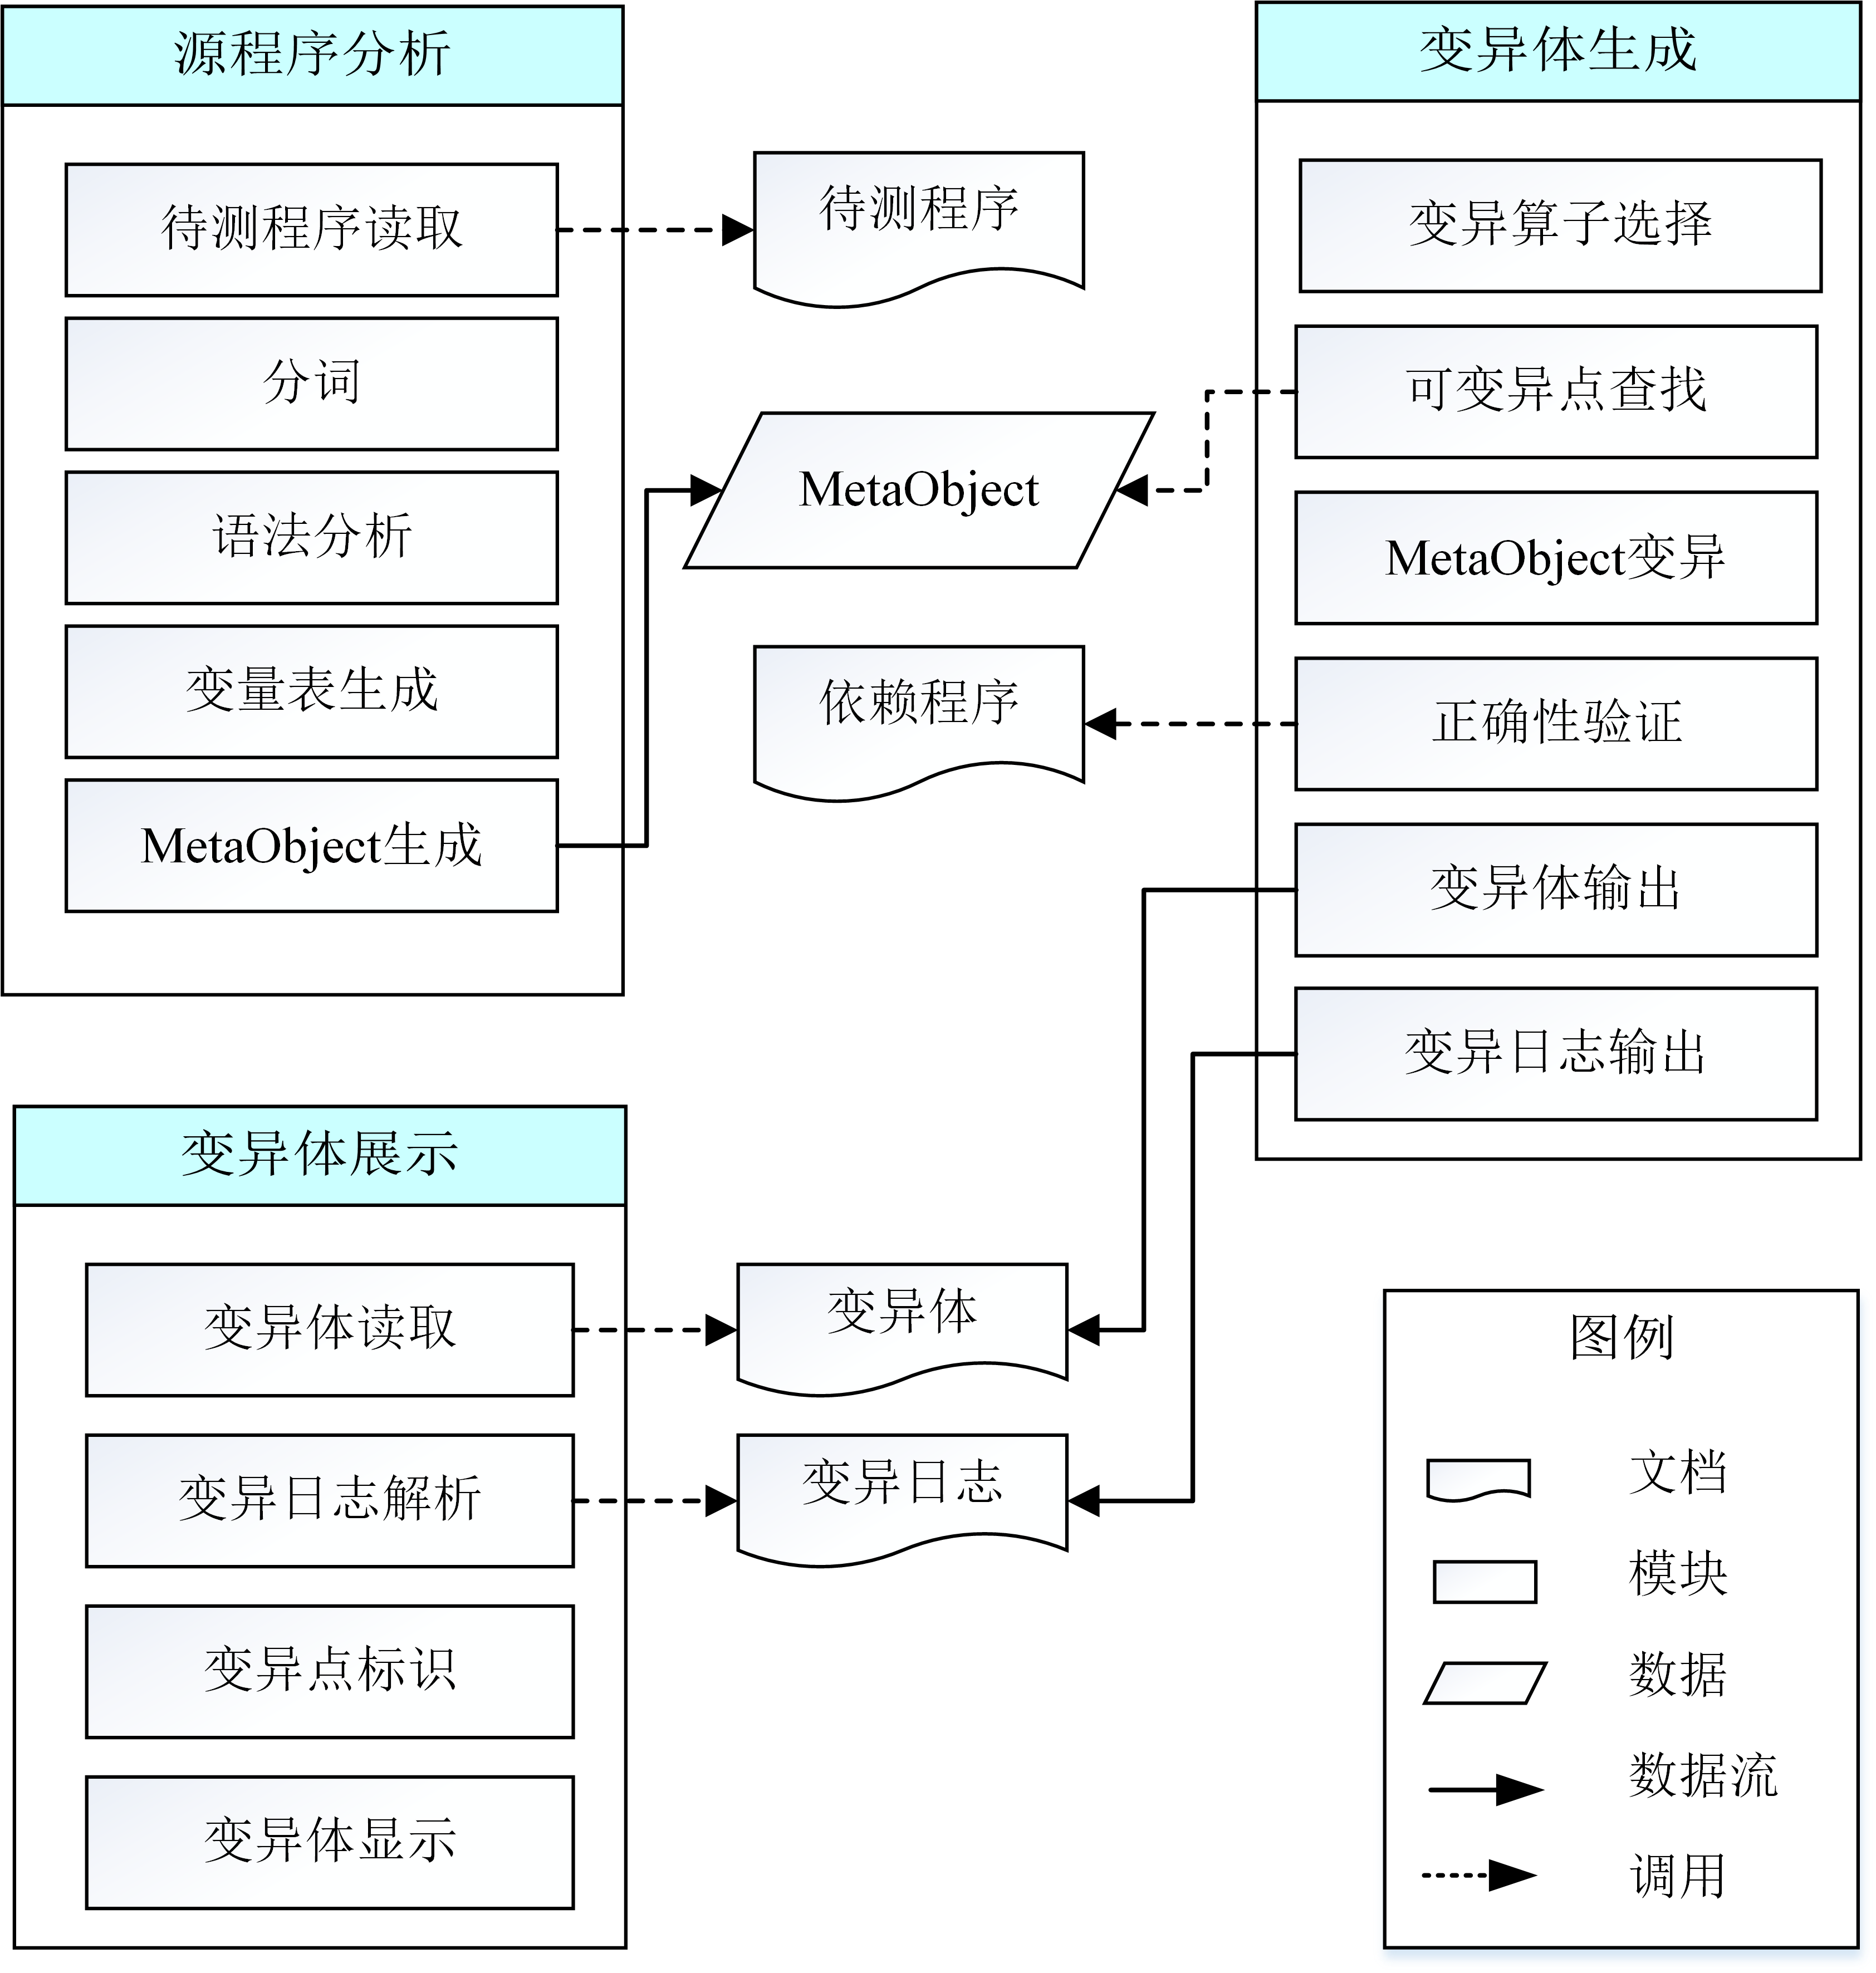 源程序分析
待测程序读取
分词
语法分析
变量表生成
MetaObject生成
待测程序
MetaObject
依赖程序
变异体生成
变异算子选择
可变异点查找
MetaObject变异
正确性验证
变异体输出
变异日志输出
变异体展示
变异体读取
变异日志解析
变异点标识
变异体显示
变异体
变异日志
图例
文档
模块
数据
数据流
调用